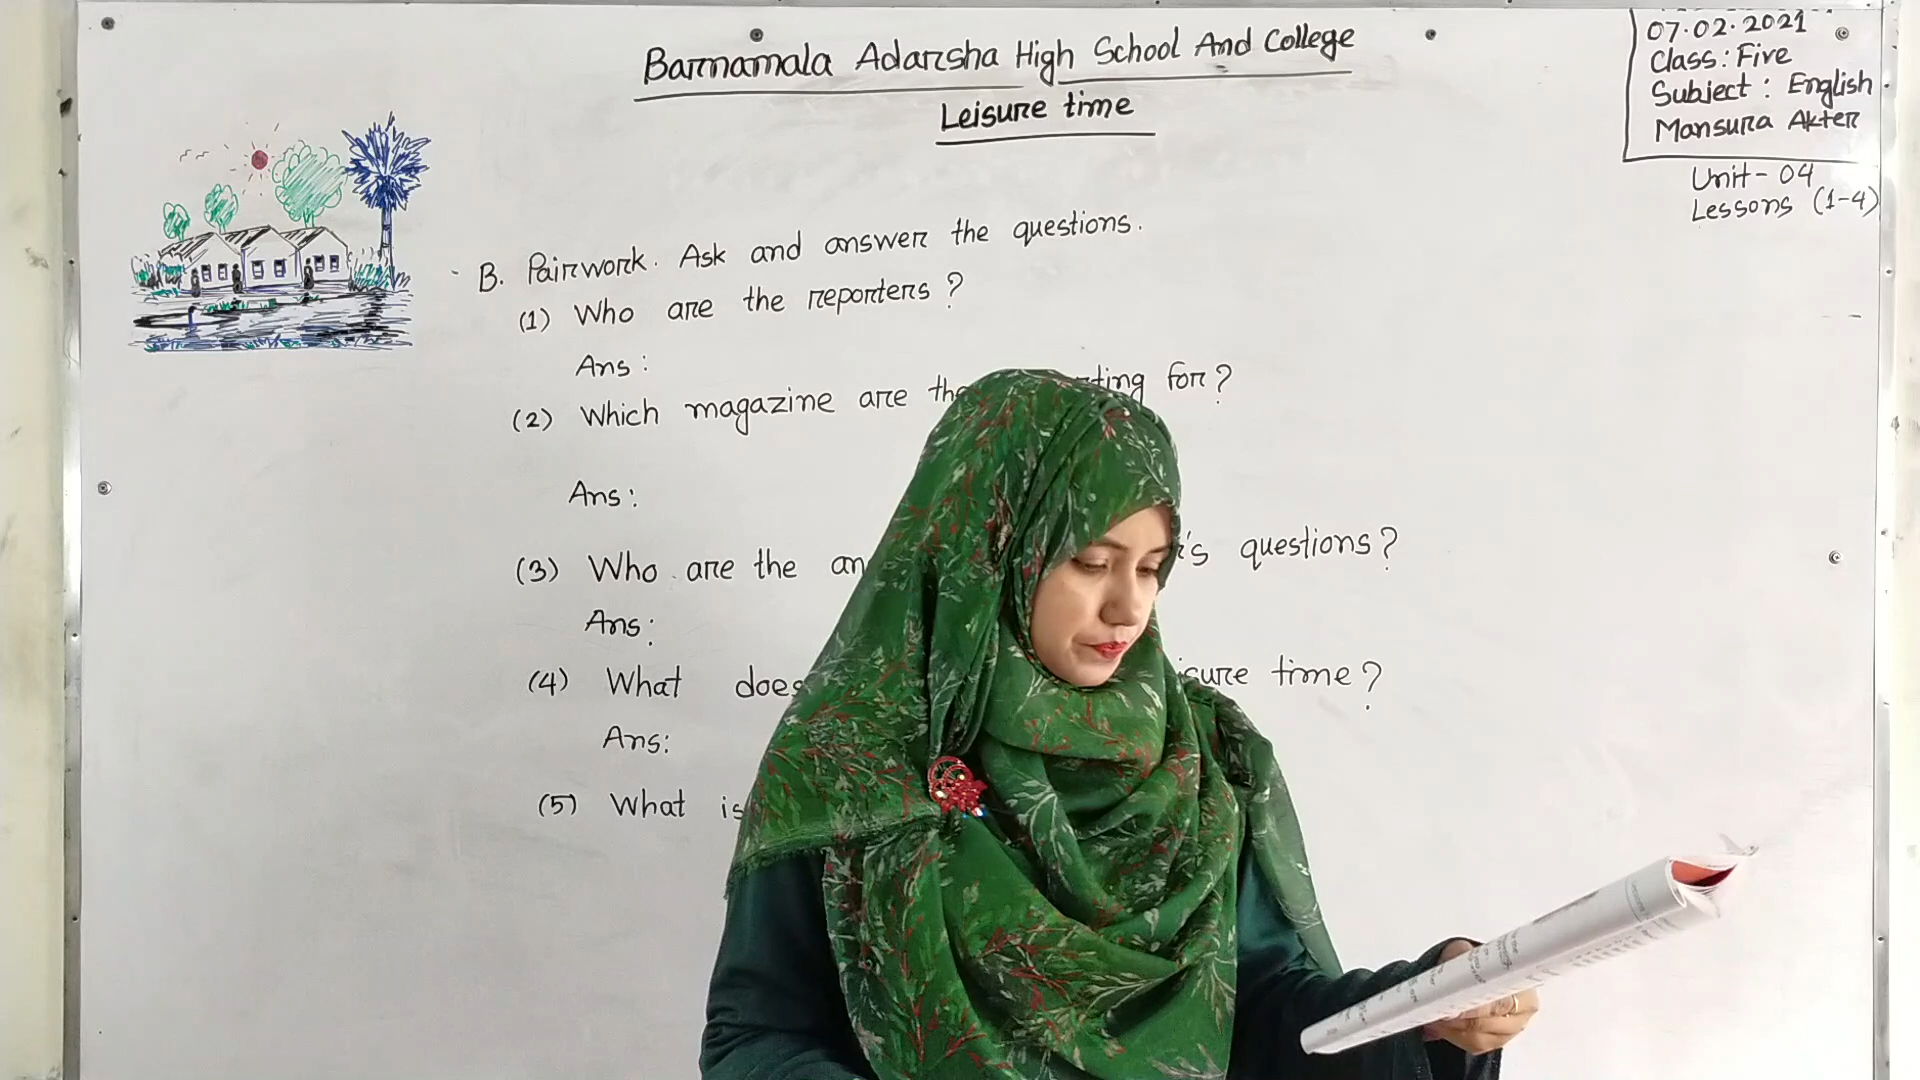 Barnamala Adarsha High School And College
Leisure time
07.02.2021
Class: Five
Subject: English
Mansura Akter
Unit- 04
Lessons (1-4)
B. Pairwork. Ask and answer the questions.
(1) Who are the reporters?
Ans:
(2) Which magazine are for?
Ans:
(3) Who are the questions?
Ans:
(4) What does time?
Ans:
(5) What is